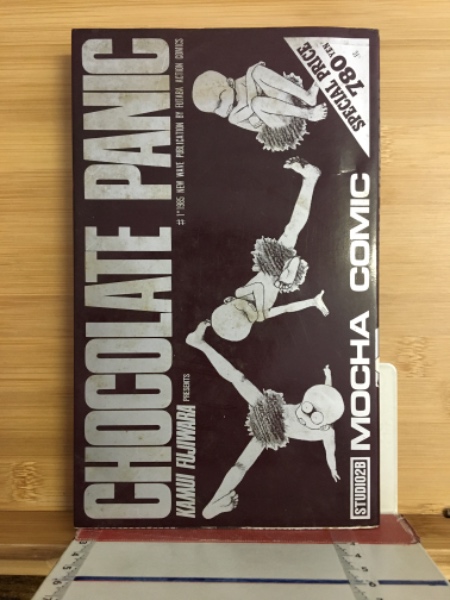 CHOCOLATE PANIC
#1*1985 NEW WAVE PUBLICATION BY FUTABA ACTION COMICS
KAMUI FUJIWARA PRESENTS
SPECIAL PRICE
780 YEN
STUDIO2B MOCHA COMIC